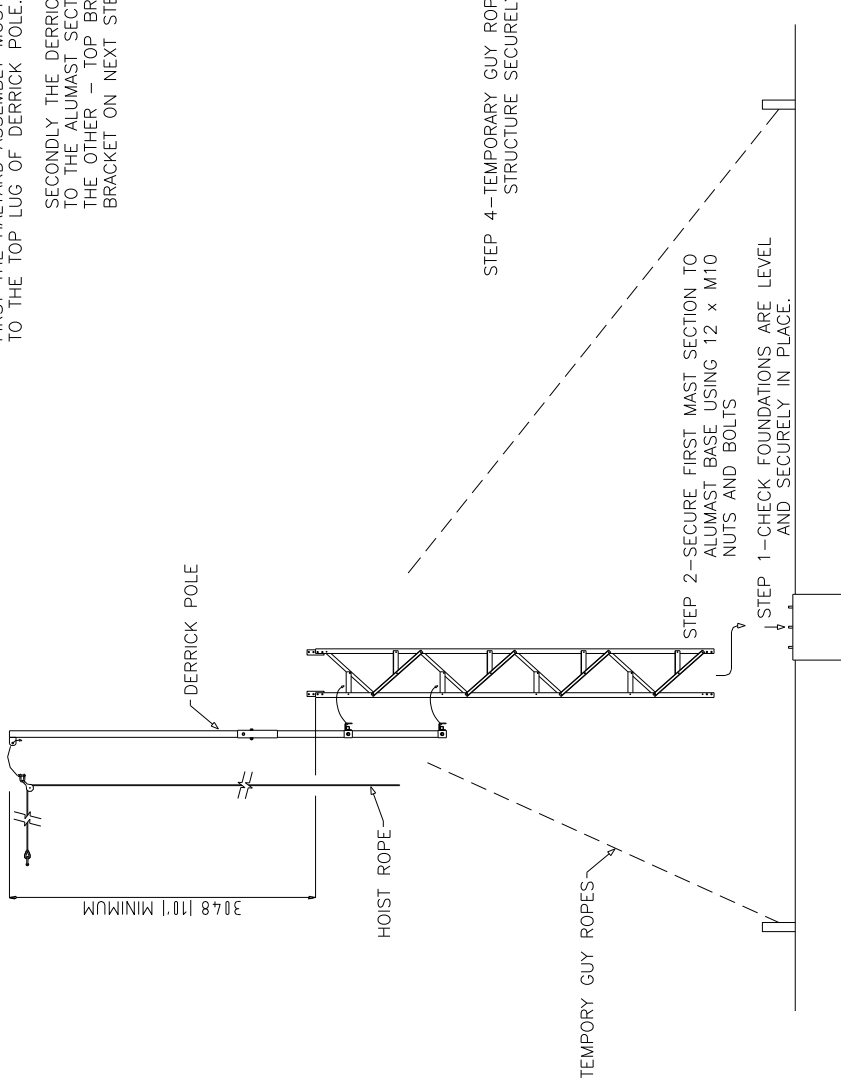 TO THE TOP LUG OF DERRICK POLE.
SECONDLY THE DERRIC
TO THE ALUMAST SECT
THE OTHER - TOP BR
BRACKET ON NEXT STE
STEP 4-TEMPORARY GUY ROP
STRUCTURE SECURELY
DERRICK POLE
3048 [10'] MINIMUM
HOIST ROPE
TEMPORY GUY ROPES
STEP 2-SECURE FIRST MAST SECTION TO
ALUMAST BASE USING 12 x M10
NUTS AND BOLTS
STEP 1-CHECK FOUNDATIONS ARE LEVEL
AND SECURELY IN PLACE.